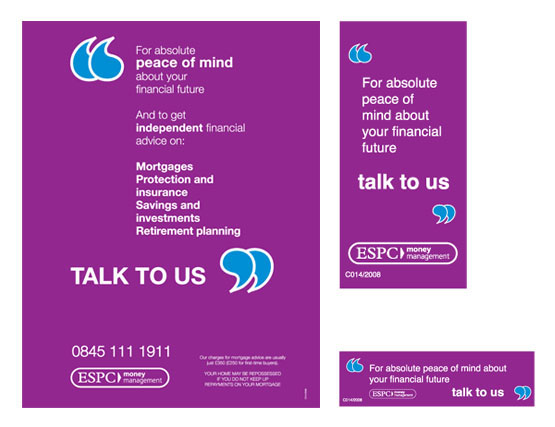 For absolute
peace of mind
about your
financial future
And to get
independent financial
advice on:
Mortgages
Protection and
insurance
Savings and
investments
Retirement planning
TALK TO US
0845 111 1911
ESPC money
management
Our charges for mortgage advice are usually
just £350 (£250 for first time buyers).
YOUR HOME MAY BE REPOSSESSED
IF YOU DO NOT KEEP UP
REPAYMENTS ON YOUR MORTGAGE
For absolute
peace of
mind about
your financial
future
talk to us
ESPC money
management
C014/2008
For absolute peace of mind about
your financial future
ESPC money
management
talk to us
C014/2008